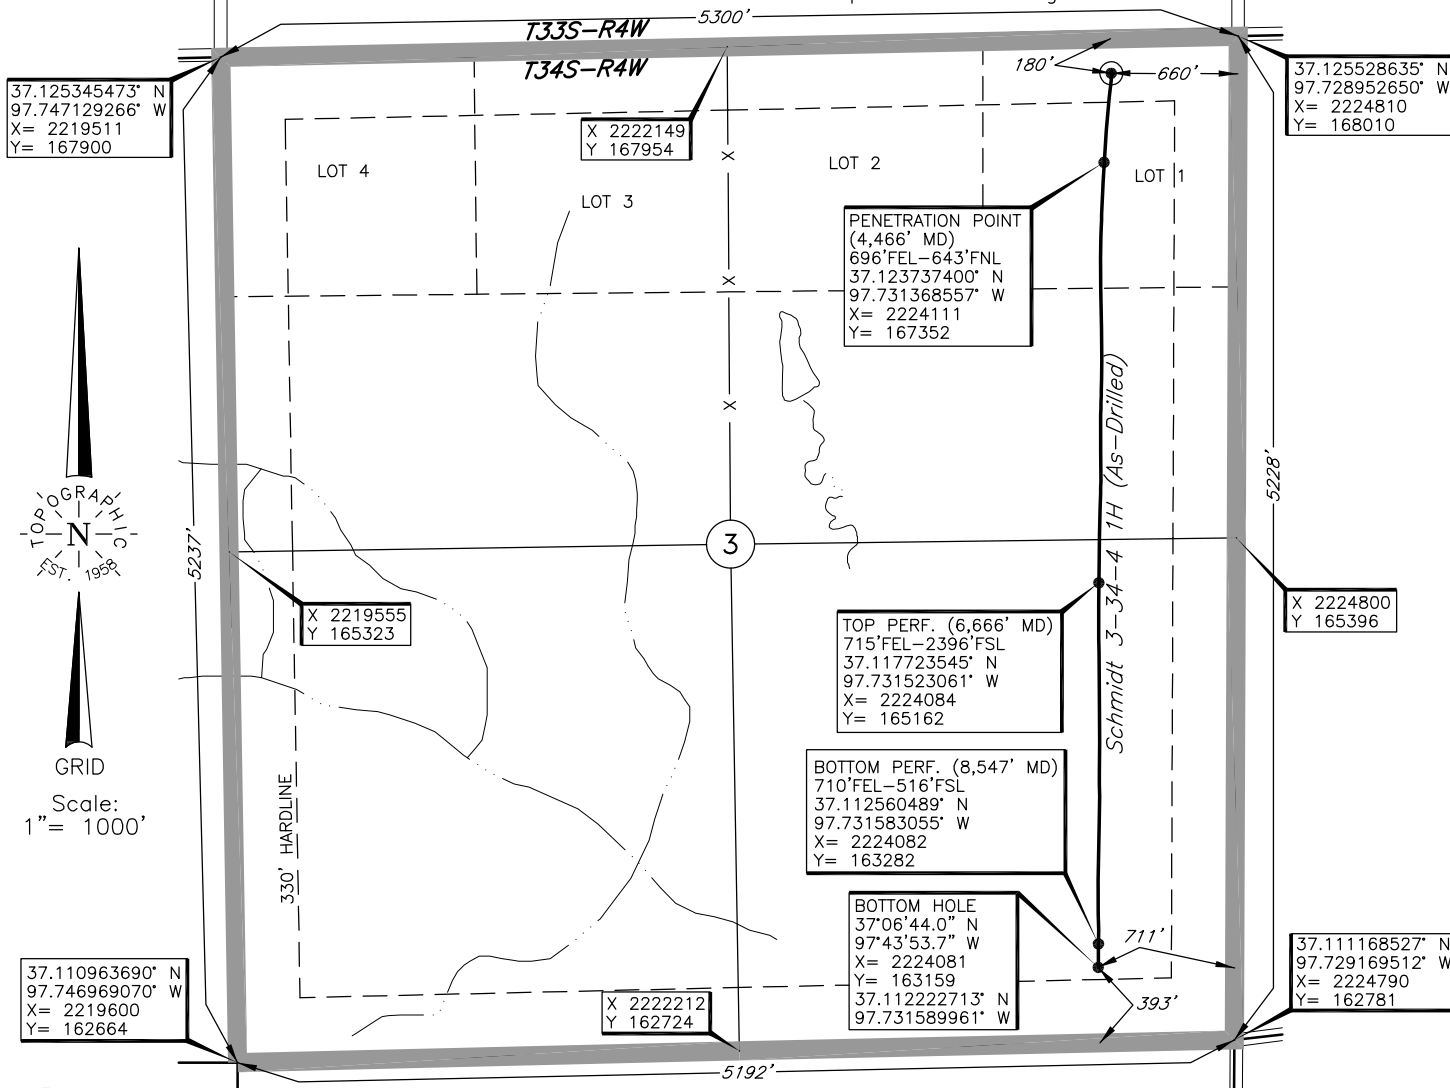 5300'
T33S-R4W
T34S-R4W
180'
660'
37.125345473° N
97.747129266° W
X= 2219511
Y= 167900
X 2222149
Y 167954
37.125528635° N
97.728952650° W
X= 2224810
Y= 168010
LOT 4
LOT 3
LOT 2
LOT 1
X
X
X
PENETRATION POINT
(4,466' MD)
696'FEL-643'FNL
37.123737400° N
97.731368557° W
X= 2224111
Y= 167352
Schmidt 3-34-4 1H (As-Drilled)
TOPOGRAPHIC
N
EST. 1958
GRID
Scale:
1"= 1000'
5237'
3
5228'
X 2219555
Y 165323
X 2224800
Y 165396
TOP PERF. (6,666' MD)
715'FEL-2396'FSL
37.117723545° N
97.731523061° W
X= 2224084
Y= 165162
BOTTOM PERF. (8,547' MD)
710'FEL-516'FSL
37.112560489° N
97.731583055° W
X= 2224082
Y= 163282
330' HARDLINE
BOTTOM HOLE
37°06'44.0" N
97°43'53.7" W
X= 2224081
Y= 163159
37.112222713° N
97.731589961° W
711'
393'
37.110963690° N
97.746969070° W
X= 2219600
Y= 162664
X 2222212
Y 162724
37.111168527° N
97.729169512° W
X= 2224790
Y= 162781
5192'